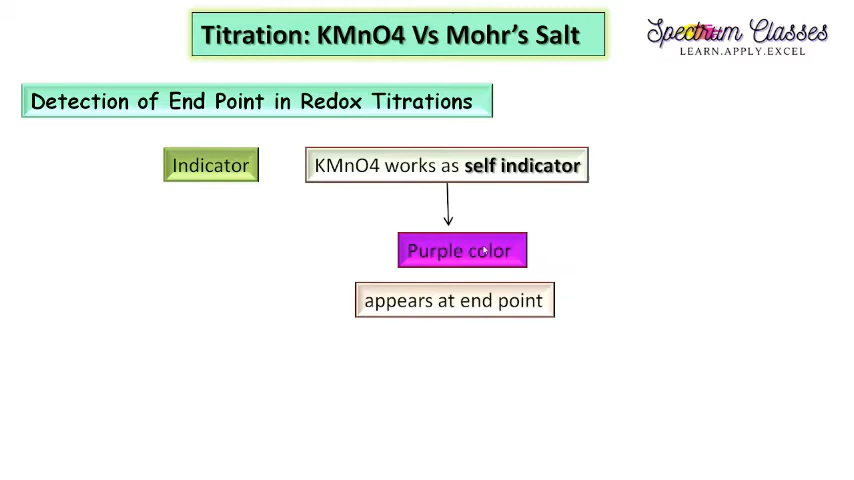 Titration: KMnO4 Vs Mohr's Salt
Spectrum Classes
LEARN.APPLY.EXCEL
Detection of End Point in Redox Titrations
Indicator
KMnO4 works as self indicator
Purple color
appears at end point